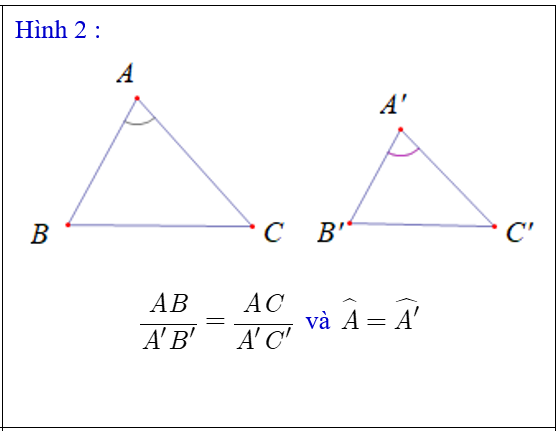 Hình 2 :
A
A'
B
C
B'
C'
AB/A'B' = AC/A'C' và Â = Â'